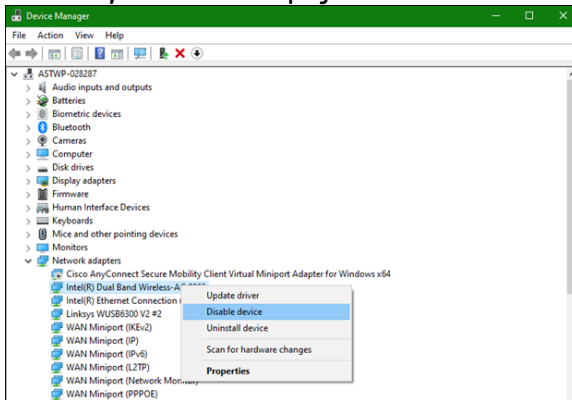 Device Manager
File Action View Help
ASTWP-028287
Audio inputs and outputs
Batteries
Biometric devices
Bluetooth
Cameras
Computer
Disk drives
Display adapters
Firmware
Human Interface Devices
Keyboards
Mice and other pointing devices
Monitors
Network adapters
Cisco AnyConnect Secure Mobility Client Virtual Miniport Adapter for Windows x64
Intel(R) Dual Band
Intel(R) Ethernet Connection
Update driver
Linksys WUSB6300 V2 #2
Disable device
WAN Miniport (IKEv2)
Uninstall device
WAN Miniport (IP)
WAN Miniport (IPv6)
Scan for hardware changes
WAN Miniport (L2TP)
Properties
WAN Miniport (Network Monitor)
WAN Miniport (PPPOE)